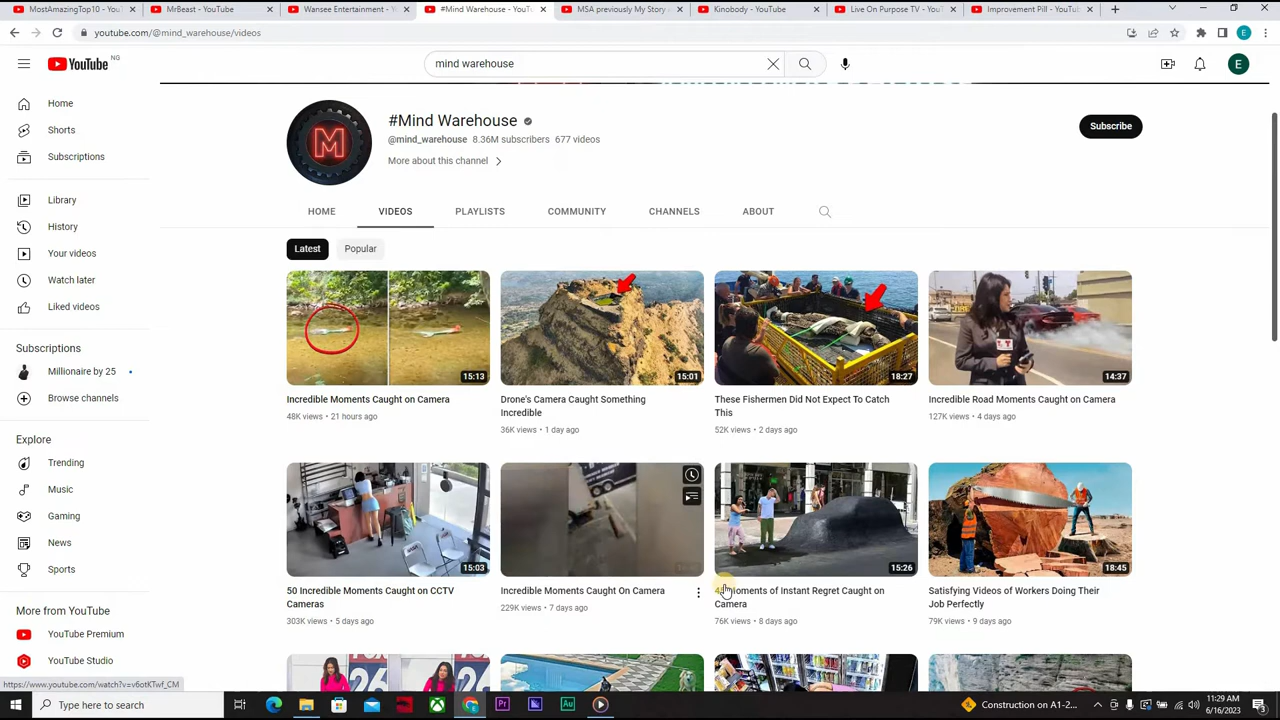 MostAmazingTop10 - YouTube
MrBeast - YouTube
Wansee Entertainment - YouTube
#Mind Warehouse - YouTu
MSA previously My Story
Kinobody - YouTube
Live On Purpose TV - YouT
Improvement Pill - YouTub
youtube.com/@mind_warehouse/videos
E
YouTube NG
mind warehouse
E
Home
Shorts
Subscriptions
Library
History
Your videos
Watch later
Liked videos
Subscriptions
Millionaire by 25
Browse channels
Explore
Trending
Music
Gaming
News
Sports
More from YouTube
YouTube Premium
YouTube Studio
https://www.youtube.com/watch?v=v6otKTwf_CM
M
#Mind Warehouse
@mind_warehouse 8.36M subscribers 677 videos
More about this channel
Subscribe
HOME
VIDEOS
PLAYLISTS
COMMUNITY
CHANNELS
ABOUT
Latest
Popular
15:13
Incredible Moments Caught on Camera
48K views • 21 hours ago
15:01
Drone's Camera Caught Something
Incredible
36K views • 1 day ago
18:27
These Fishermen Did Not Expect To Catch
This
52K views • 2 days ago
14:37
Incredible Road Moments Caught on Camera
127K views • 4 days ago
15:03
50 Incredible Moments Caught on CCTV
Cameras
303K views • 5 days ago
Incredible Moments Caught On Camera
229K views • 7 days ago
15:26
Moments of Instant Regret Caught on
Camera
76K views • 8 days ago
18:45
Satisfying Videos of Workers Doing Their
Job Perfectly
79K views • 9 days ago
26
26
Type here to search
Pr
Au
Construction on A1-2...
11:29 AM
6/16/2023